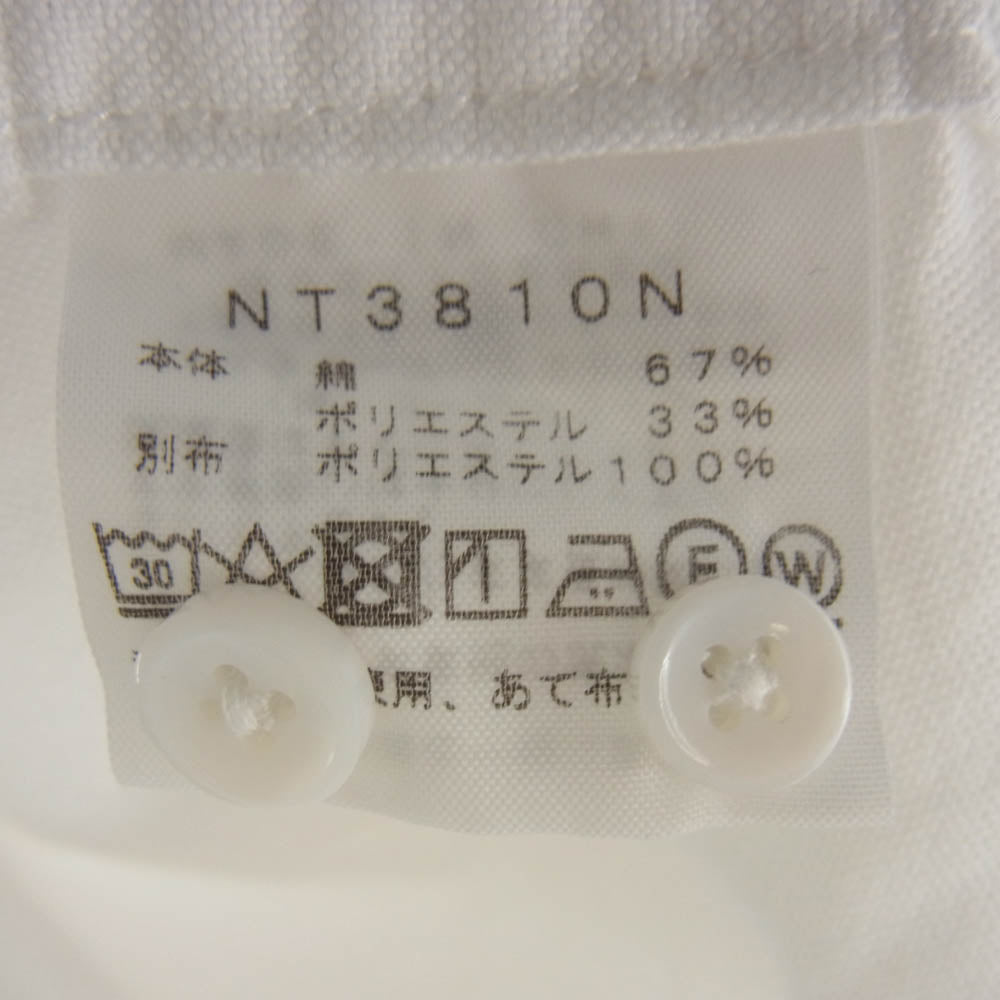 NT3810N
本体 綿 67%
ポリエステル 33%
別布 ポリエステル100%
30 F W
用、あて布